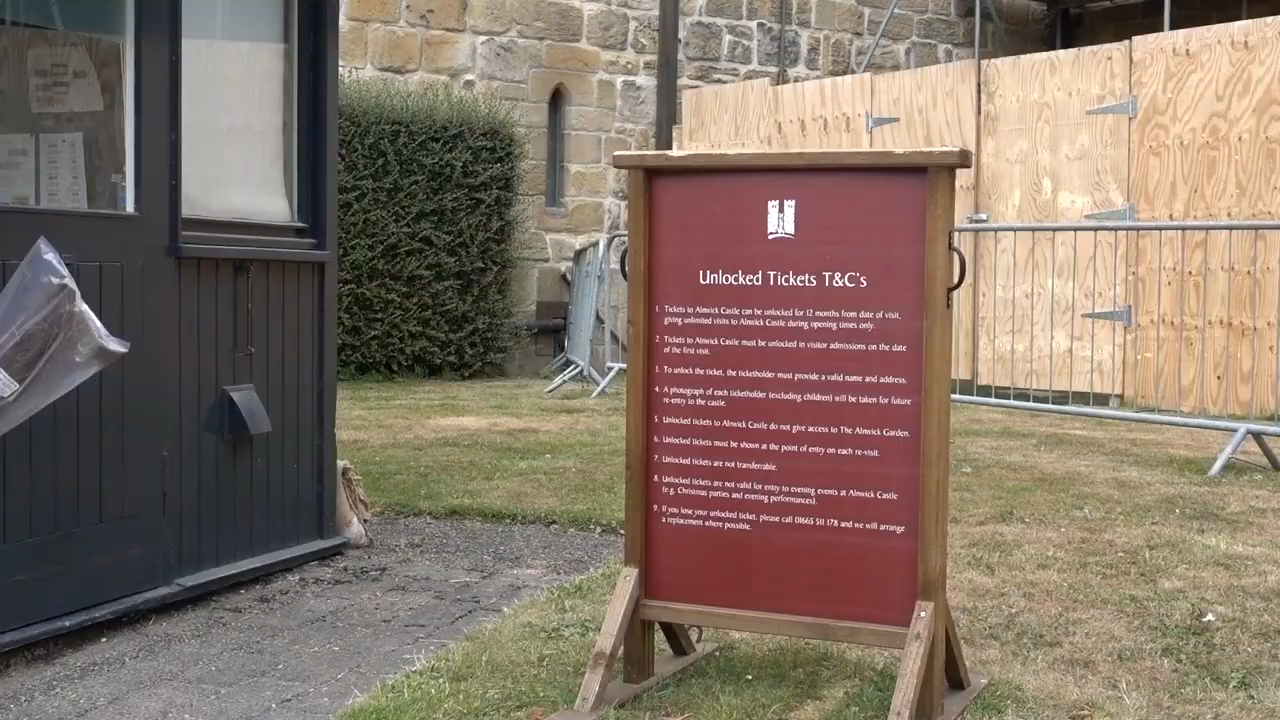 Unlocked Tickets T&C's
1. Tickets to Alnwick Castle can be unlocked for 12 months from date of visit,
giving unlimited visits to Alnwick Castle during opening times only.
2. Tickets to Alnwick Castle must be unlocked in visitor admissions on the date
of the first visit.
3. To unlock the ticket, the ticketholder must provide a valid name and address.
4. A photograph of each ticketholder (excluding children) will be taken for future
re-entry to the castle.
5. Unlocked tickets to Alnwick Castle do not give access to The Alnwick Garden.
6. Unlocked tickets must be shown at the point of entry on each re-visit.
7. Unlocked tickets are not transferrable.
8. Unlocked tickets are not valid for entry to evening events at Alnwick Castle
(e.g. Christmas parties and evening performances).
9. If you lose your unlocked ticket, please call 01665 511 178 and we will arrange
a replacement where possible.